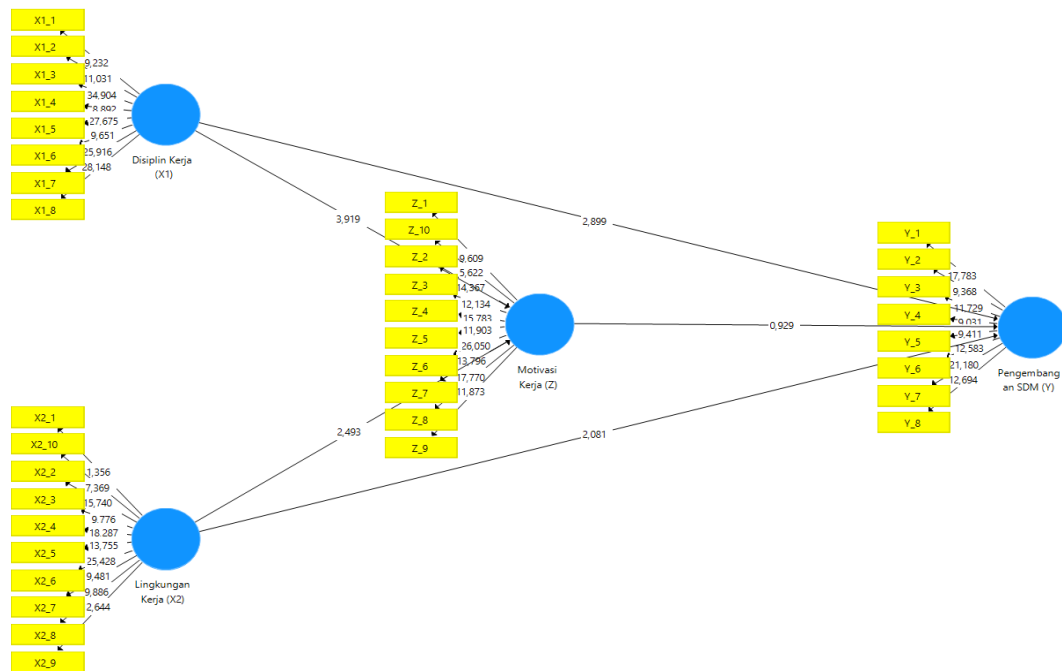 X1_1
X1_2
X1_3
X1_4
X1_5
X1_6
X1_7
X1_8
9,232
11,031
34,904
8,892
27,675
9,651
25,916
28,148
Disiplin Kerja
(X1)
3,919
2,899
Z_1
Z_10
Z_2
Z_3
Z_4
Z_5
Z_6
Z_7
Z_8
Z_9
9,609
5,622
14,367
12,134
15,783
11,903
26,050
13,796
17,770
11,873
Motivasi
Kerja (Z)
0,929
Y_1
Y_2
Y_3
Y_4
Y_5
Y_6
Y_7
Y_8
17,783
9,368
11,729
9,031
9,411
12,583
21,180
12,694
Pengembang
an SDM (Y)
2,493
2,081
X2_1
X2_10
X2_2
X2_3
X2_4
X2_5
X2_6
X2_7
X2_8
X2_9
1,356
7,369
15,740
9,776
18,287
13,755
25,428
9,481
9,886
2,644
Lingkungan
Kerja (X2)